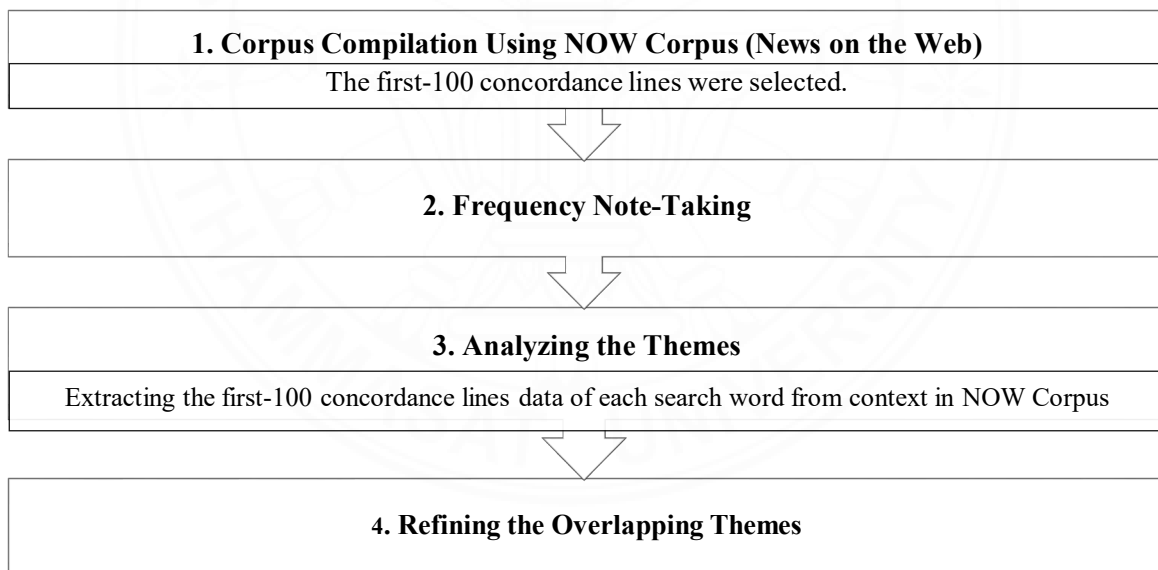 1. Corpus Compilation Using NOW Corpus (News on the Web)
The first-100 concordance lines were selected.
2. Frequency Note-Taking
3. Analyzing the Themes
Extracting the first-100 concordance lines data of each search word from context in NOW Corpus
4. Refining the Overlapping Themes
THAMMASAT UNIVERSITY